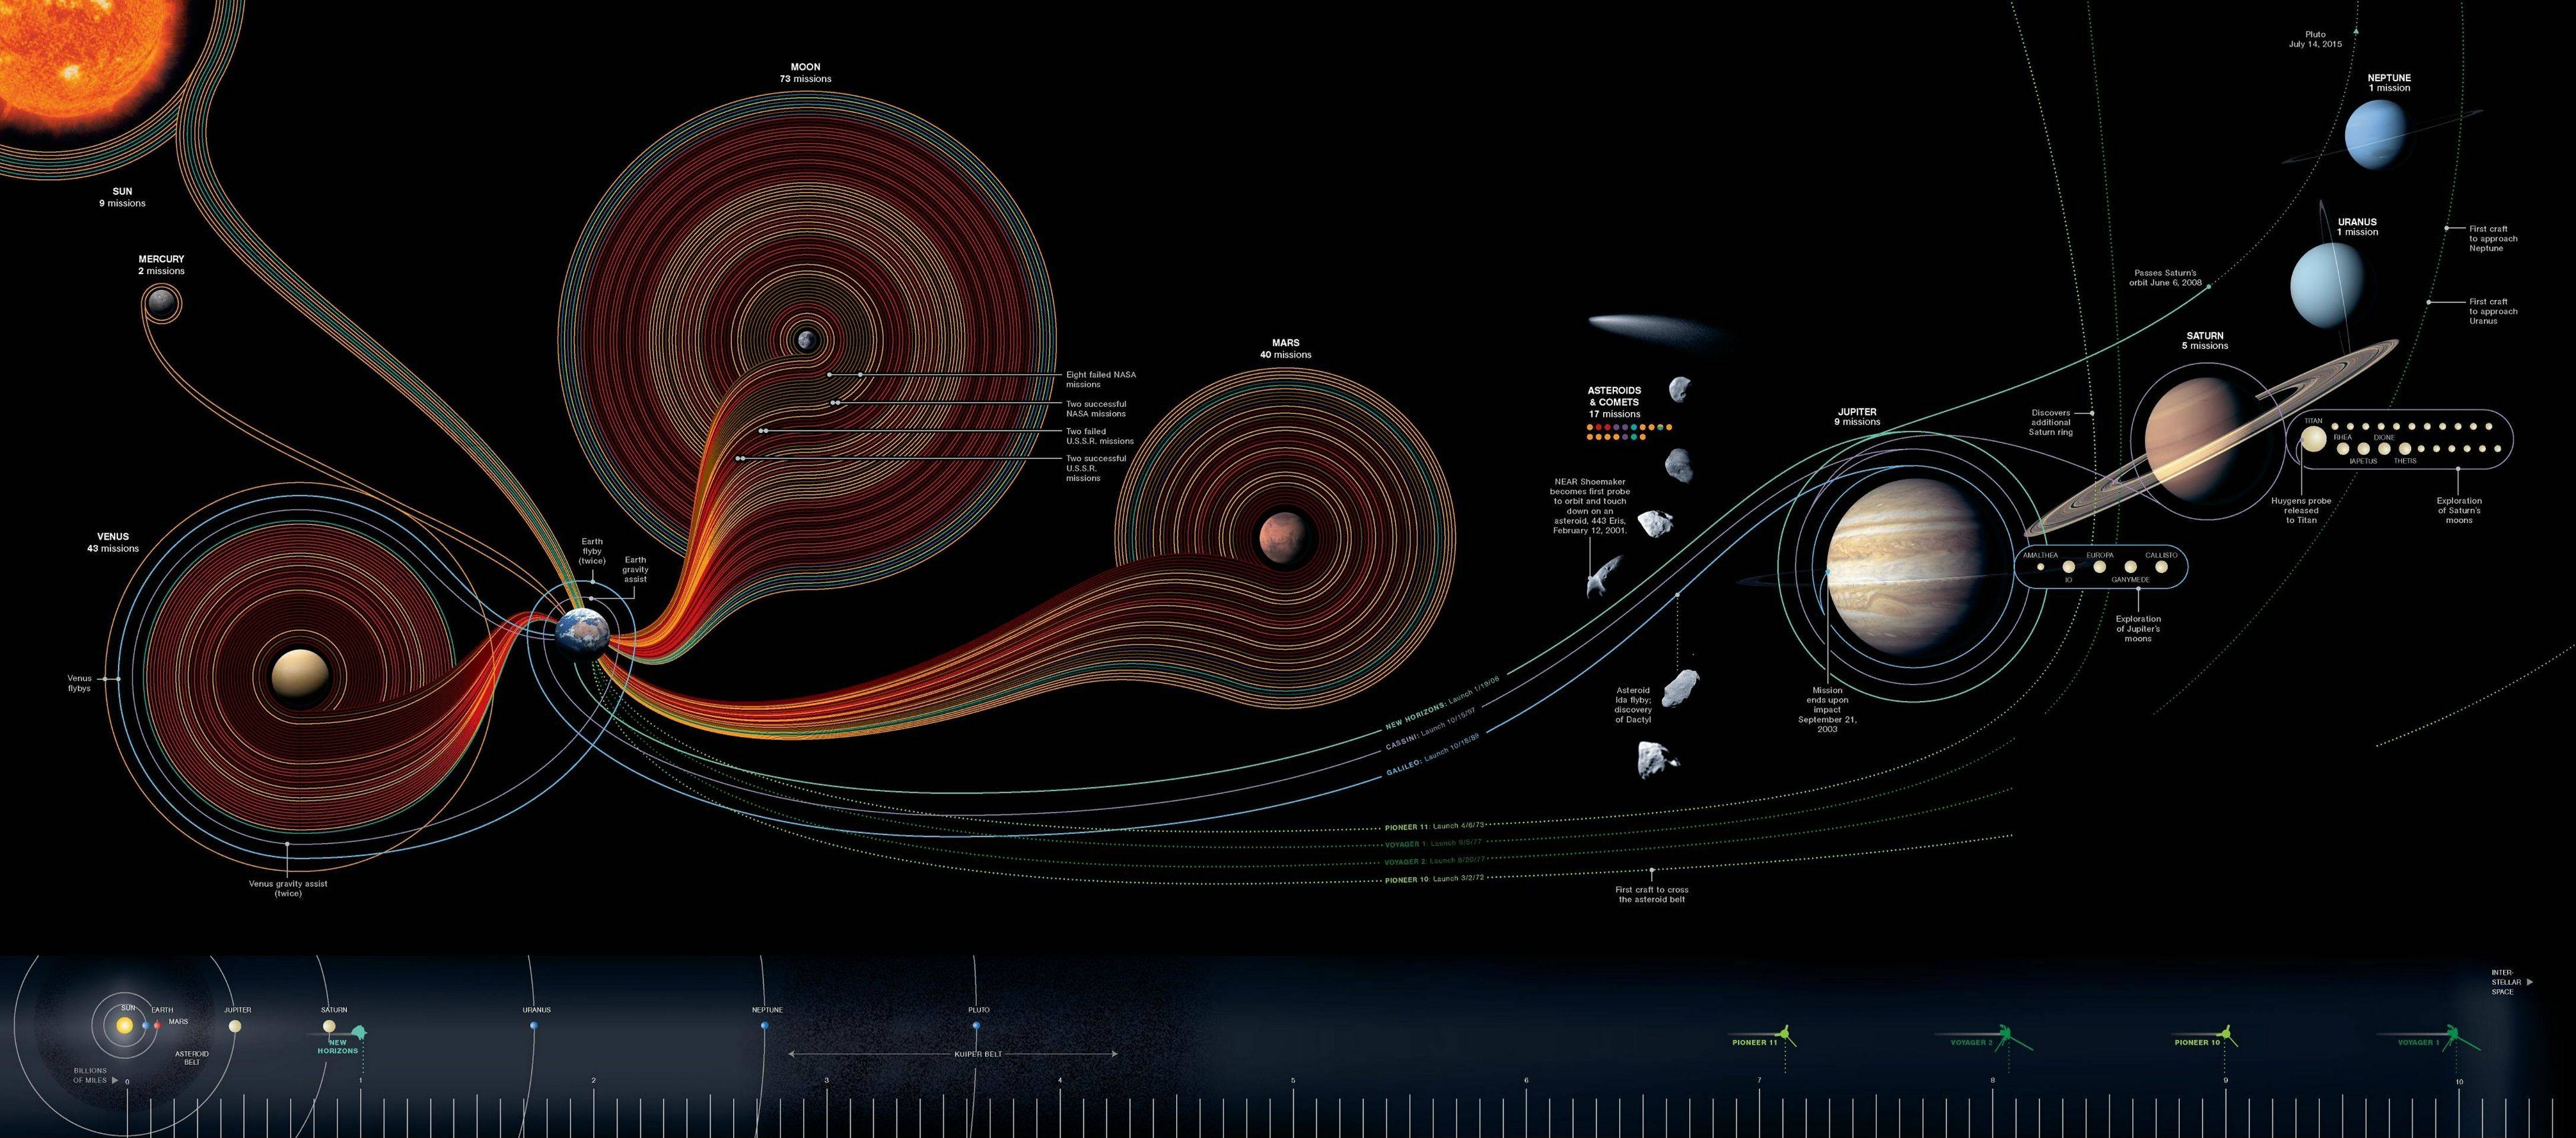 SUN
9 missions
MERCURY
2 missions
VENUS
43 missions
Venus
flybys
Venus gravity assist
(twice)
Earth
flyby
(twice)
Earth
gravity
assist
MOON
73 missions
Eight failed NASA
missions
Two successful
NASA missions
Two failed
U.S.S.R. missions
Two successful
U.S.S.R.
missions
MARS
40 missions
ASTEROIDS
& COMETS
17 missions
NEAR Shoemaker
becomes first probe
to orbit and touch
down on an
asteroid, 443 Eris,
February 12, 2001.
Asteroid
Ida flyby;
discovery
of Dactyl
JUPITER
9 missions
Mission
ends upon
impact
September 21,
2003
AMALTHEA
IO
EUROPA
GANYMEDE
CALLISTO
Exploration
of Jupiter's
moons
Discovers
additional
Saturn ring
SATURN
5 missions
Passes Saturn's
orbit June 6, 2008
TITAN
RHEA
IAPETUS
DIONE
THETIS
Huygens probe
released
to Titan
Exploration
of Saturn's
moons
URANUS
1 mission
First craft
to approach
Uranus
NEPTUNE
1 mission
First craft
to approach
Neptune
Pluto
July 14, 2015
NEW HORIZONS: Launch 1/19/06
CASSINI: Launch 10/15/97
GALILEO: Launch 10/18/89
PIONEER 11: Launch 4/6/73
VOYAGER 1: Launch 9/5/77
VOYAGER 2: Launch 8/20/77
PIONEER 10: Launch 3/2/72
First craft to cross
the asteroid belt
SUN
EARTH
MARS
ASTEROID
BELT
JUPITER
SATURN
NEW
HORIZONS
URANUS
NEPTUNE
PLUTO
KUIPER BELT
PIONEER 11
VOYAGER 2
PIONEER 10
VOYAGER 1
INTER-
STELLAR
SPACE
BILLIONS
OF MILES
0
1
2
3
4
5
6
7
8
9
10